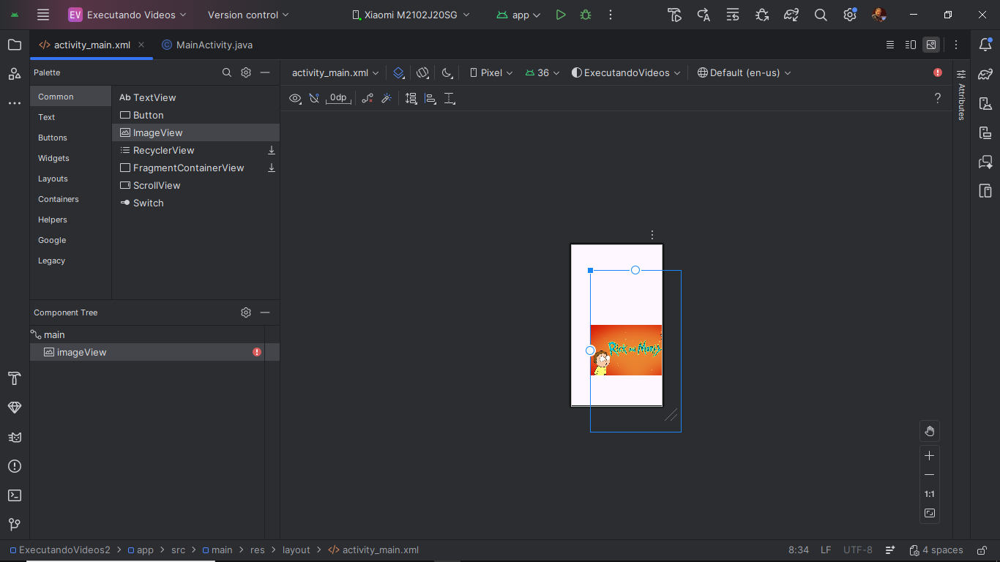 EV Executando Videos Version control Xiaomi M2102J20SG app
activity_main.xml MainActivity.java
Palette
activity_main.xml Pixel 36 ExecutandoVideos Default (en-us)
0dp ?
Attributes
Common
Text
Buttons
Widgets
Layouts
Containers
Helpers
Google
Legacy
Ab TextView
Button
ImageView
RecyclerView
FragmentContainerView
ScrollView
Switch
Component Tree
main
imageView
Rick and Morty
1:1
ExecutandoVideos2 > app > src > main > res > layout > activity_main.xml 8:34 LF UTF-8 4 spaces